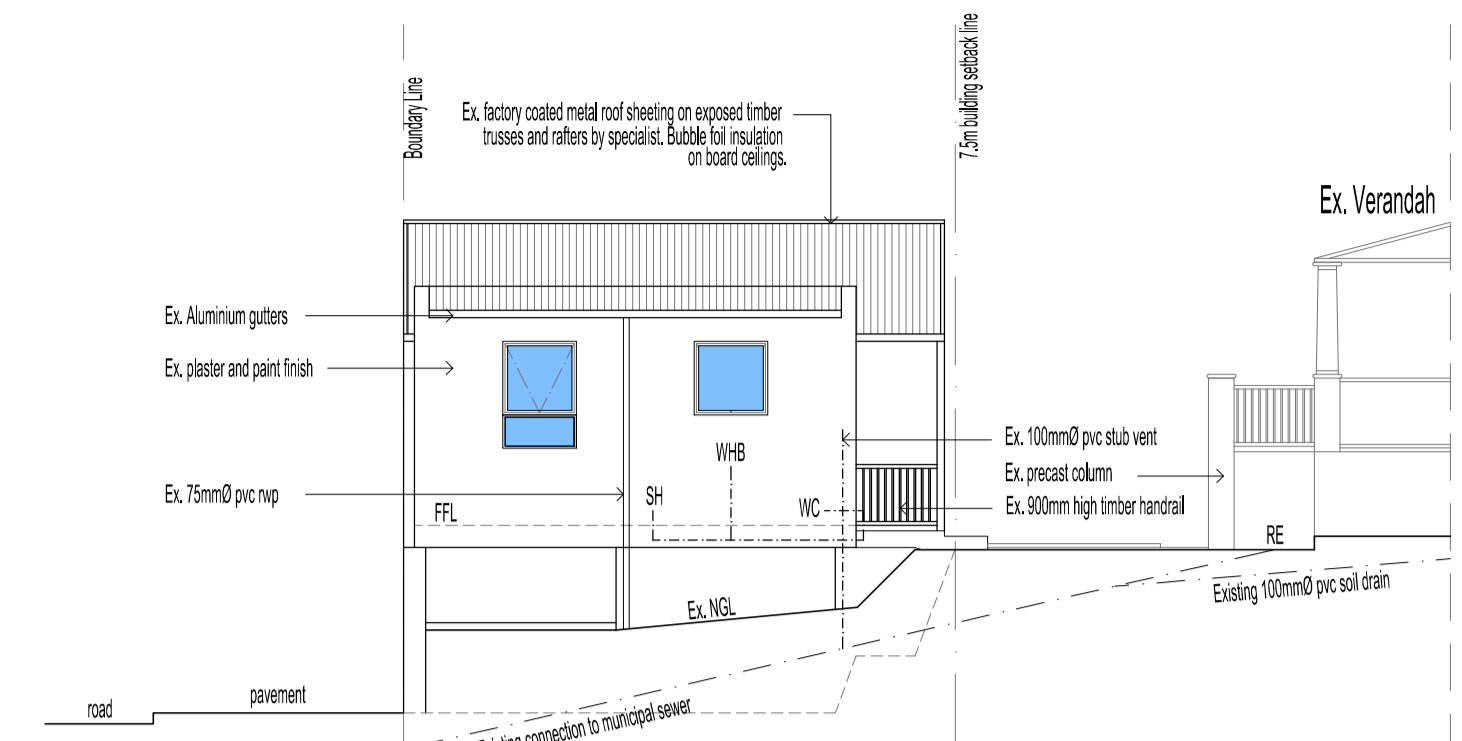 Boundary Line
7.5m building setback line
Ex. factory coated metal roof sheeting on exposed timber
trusses and rafters by specialist. Bubble foil insulation
on board ceilings.
Ex. Verandah
Ex. Aluminium gutters
Ex. plaster and paint finish
Ex. 100mmØ pvc stub vent
WHB
Ex. precast column
Ex. 75mmØ pvc rwp
SH
WC
Ex. 900mm high timber handrail
FFL
RE
Existing 100mmØ pvc soil drain
Ex. NGL
pavement
road
connection to municipal sewer